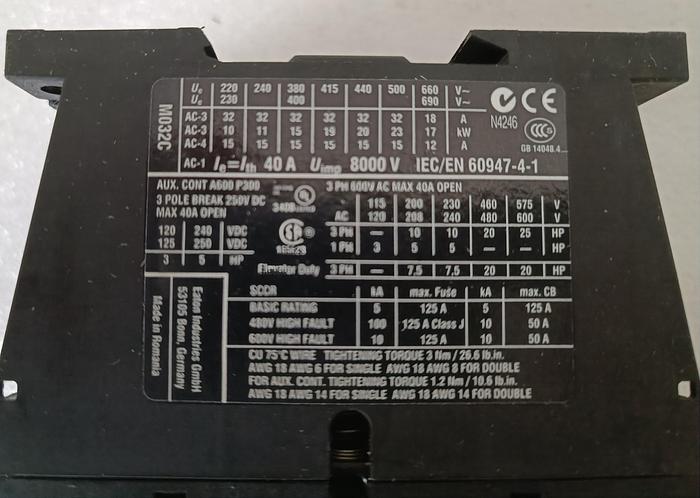 M032C
Ue 220 240 380 415 440 500 660 V~
Ue 230 400 690 V~
AC-3 32 32 32 32 32 32 18 A
AC-3 10 11 15 19 20 23 17 kW
AC-4 15 15 15 15 15 15 12 A
AC-1 Ie=Ith 40 A Uimp 8000 V IEC/EN 60947-4-1
N4246
CCC
GB 14048.4
AUX. CONT A600 P300
3 POLE BREAK 250V DC
MAX 40A OPEN
120 240 VDC
125 250 VDC
3 5 HP
3 PH 600V AC MAX 40A OPEN
115 200 230 460 575 V
AC 120 208 240 480 600 V
3 PH — 10 10 20 25 HP
1 PH 3 5 5 — — HP
Elevator Duty 3 PH — 7.5 7.5 20 20 HP
SCCR kA max. Fuse kA max. CB
BASIC RATING 5 125 A 5 125 A
480V HIGH FAULT 100 125 A Class J 10 50 A
600V HIGH FAULT 10 125 A 10 50 A
CU 75°C WIRE TIGHTENING TORQUE 3 Nm / 26.6 lb.in.
AWG 18 AWG 6 FOR SINGLE AWG 18 AWG 8 FOR DOUBLE
FOR AUX. CONT. TIGHTENING TORQUE 1.2 Nm / 10.6 lb.in.
AWG 18 AWG 14 FOR SINGLE AWG 18 AWG 14 FOR DOUBLE
Eaton Industries GmbH
53105 Bonn, Germany
Made in Romania